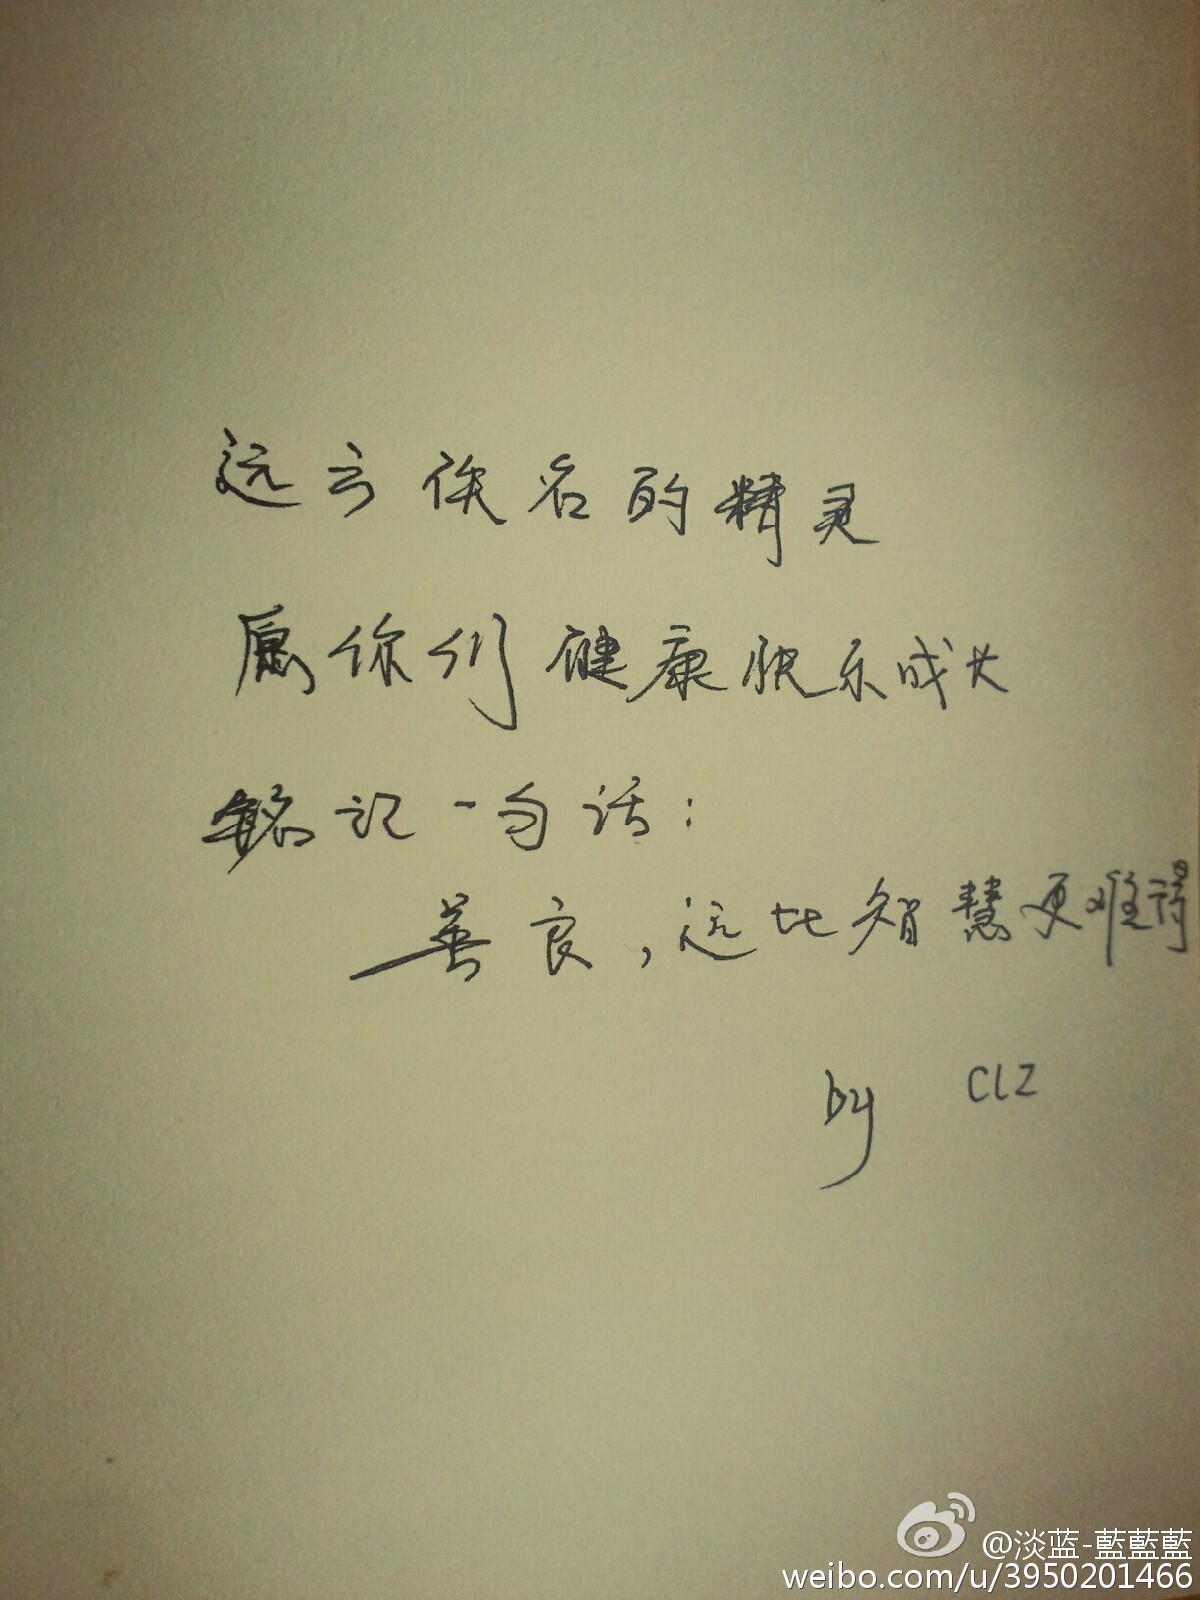 远方佚名的精灵
愿你们健康快乐成长
铭记一句话：
善良，远比智慧更难得
by CLZ
@淡蓝-藍藍藍
weibo.com/u/3950201466